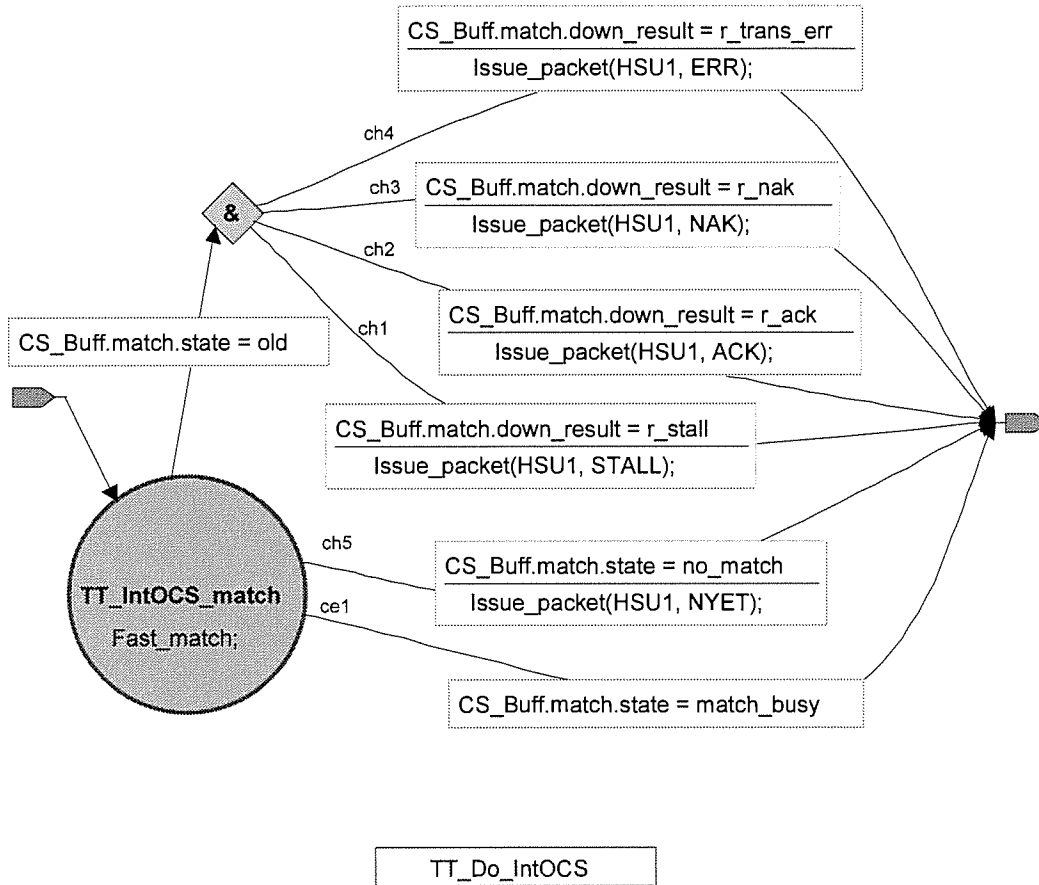 CS_Buff.match.down_result = r_trans_err
Issue_packet(HSU1, ERR);
ch4
ch3
CS_Buff.match.down_result = r_nak
Issue_packet(HSU1, NAK);
&
ch2
CS_Buff.match.down_result = r_ack
Issue_packet(HSU1, ACK);
ch1
CS_Buff.match.state = old
CS_Buff.match.down_result = r_stall
Issue_packet(HSU1, STALL);
ch5
CS_Buff.match.state = no_match
Issue_packet(HSU1, NYET);
TT_IntOCS_match
Fast_match;
ce1
CS_Buff.match.state = match_busy
TT_Do_IntOCS